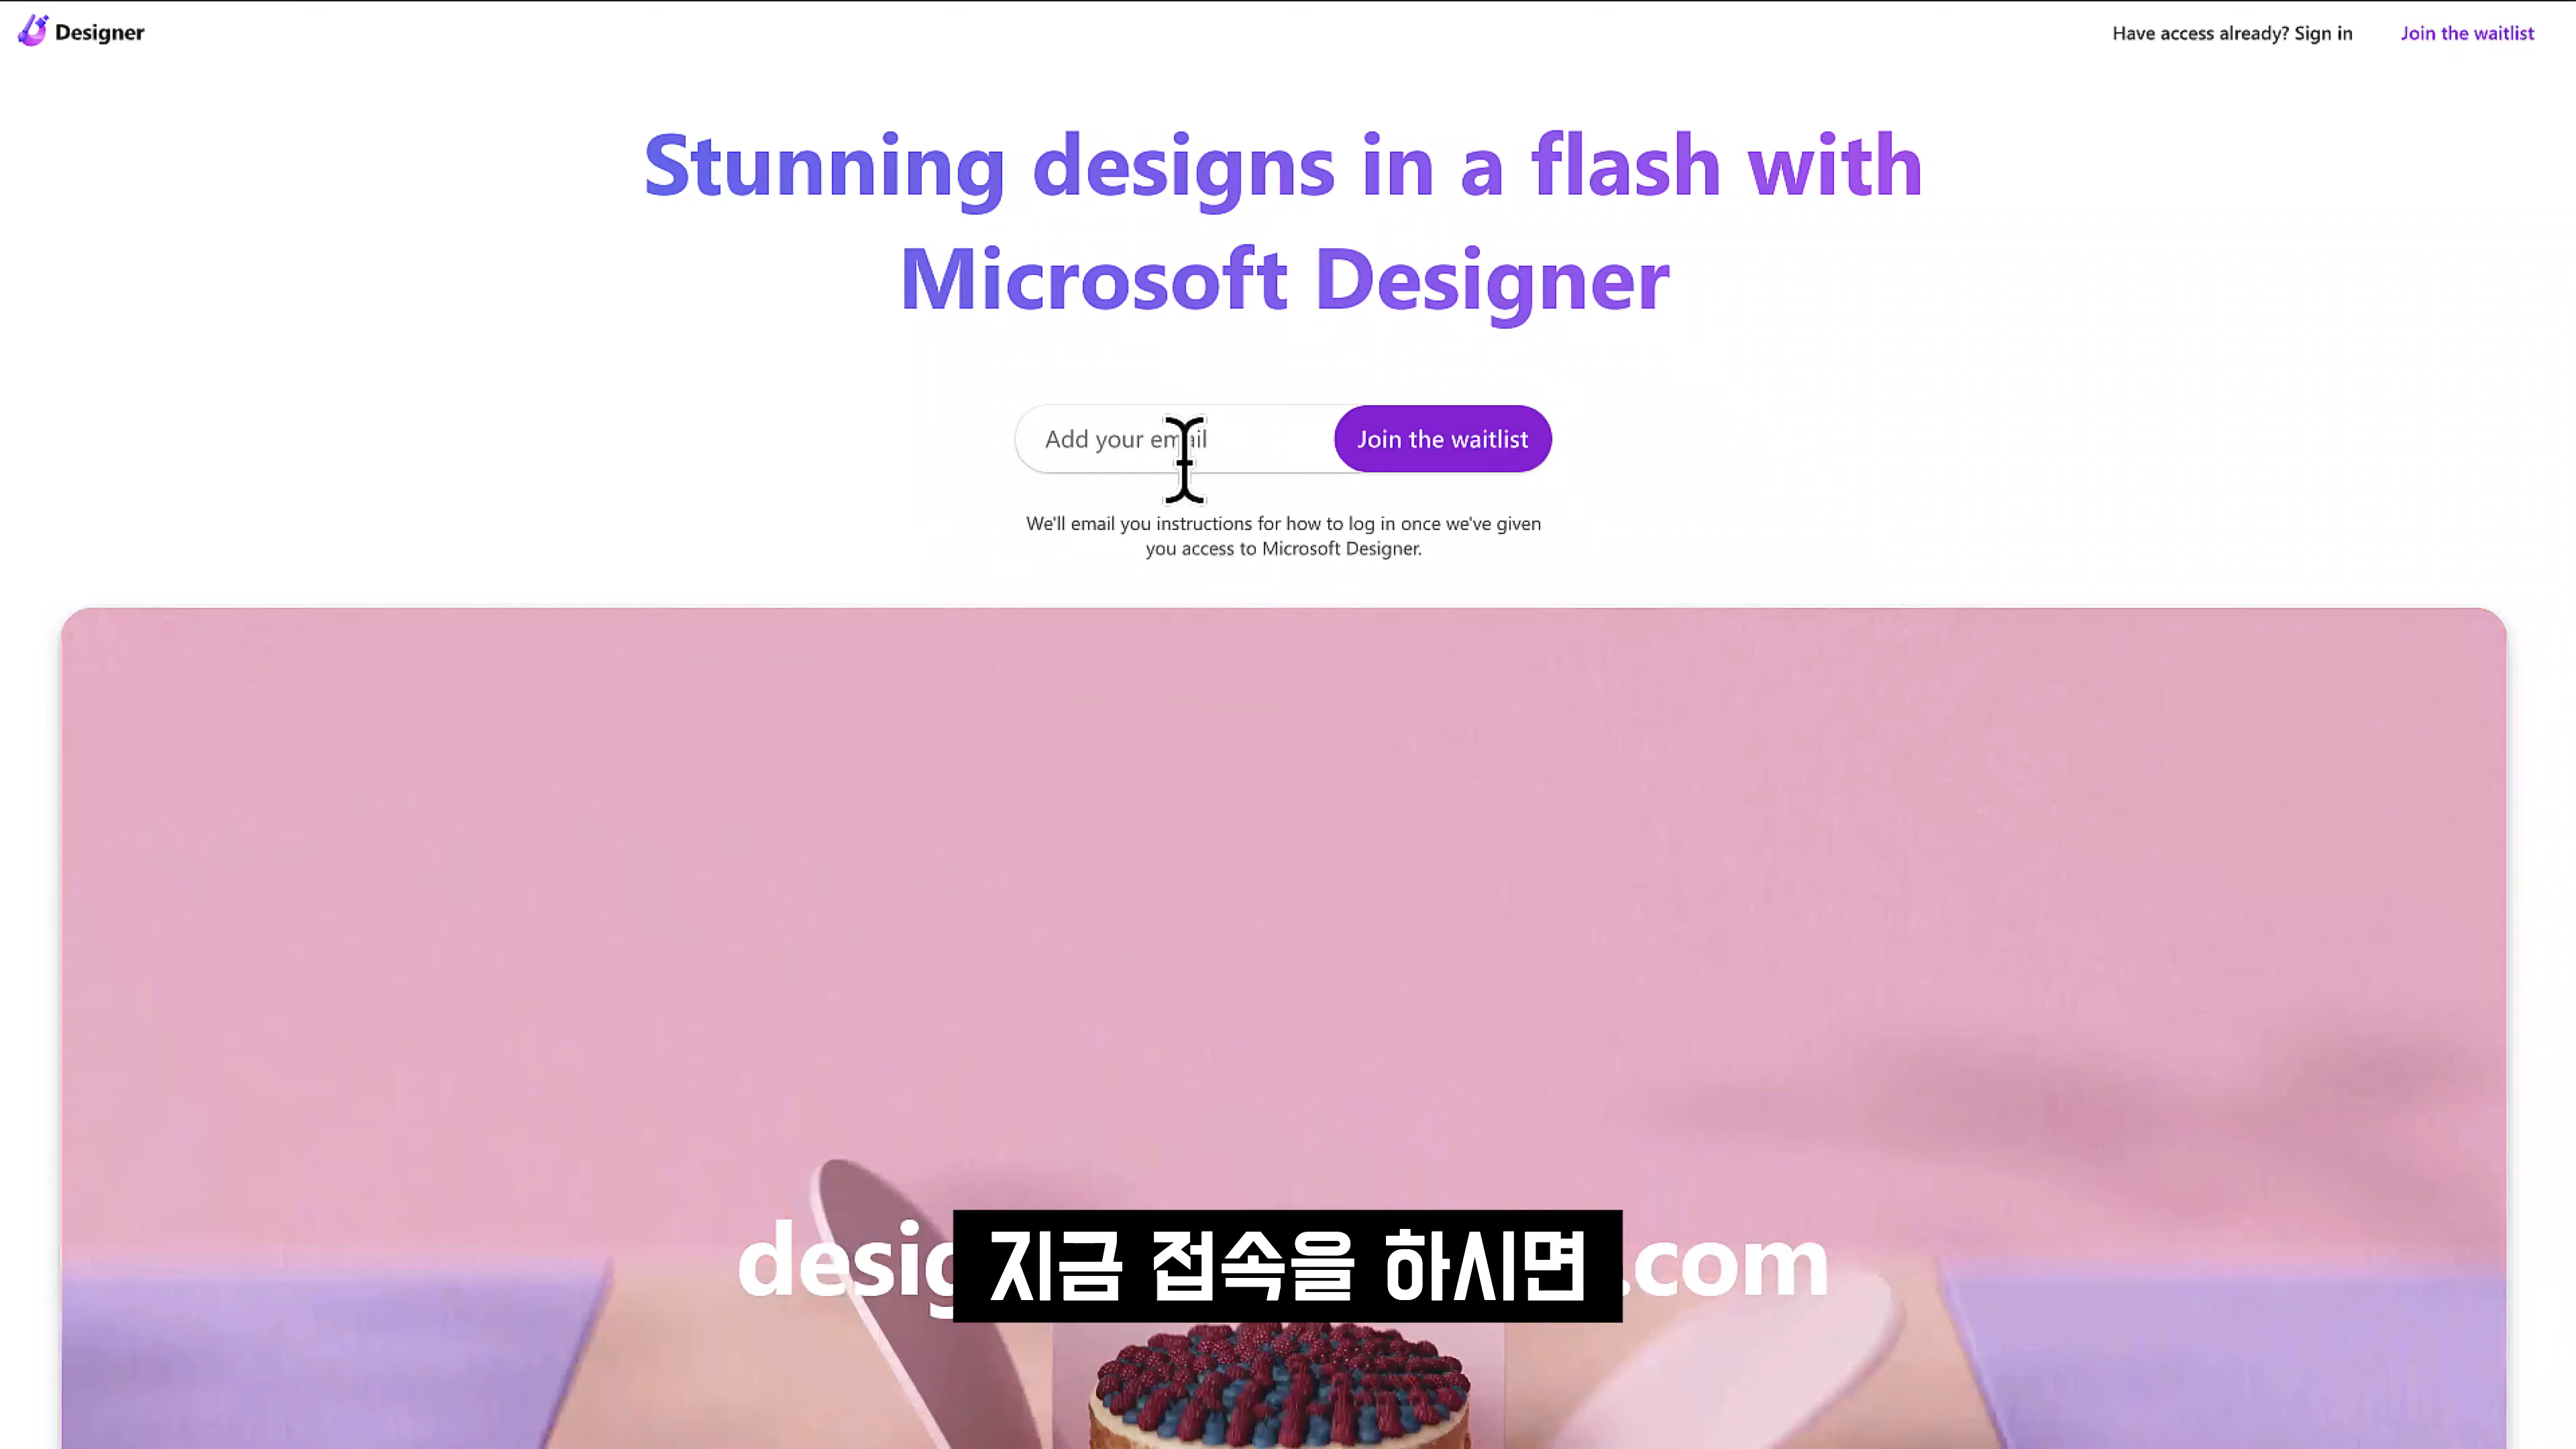 Designer
Have access already? Sign in
Join the waitlist
Stunning designs in a flash with
Microsoft Designer
Add your email
Join the waitlist
We'll email you instructions for how to log in once we've given
you access to Microsoft Designer.
지금 접속을 하시면
.com